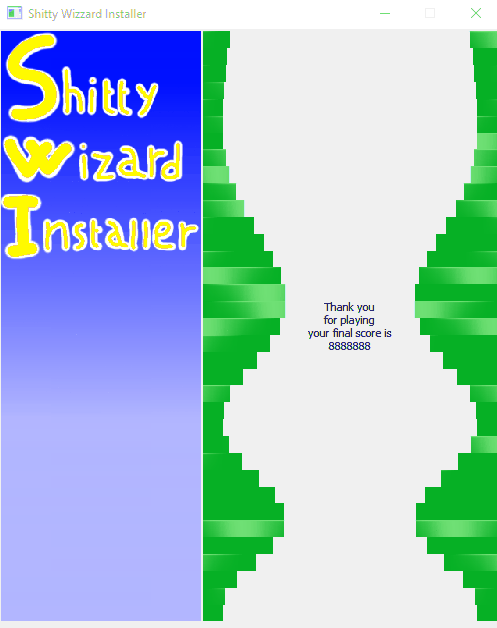 Shitty Wizzard Installer
Shitty
Wizard
Installer
Thank you
for playing
your final score is
8888888